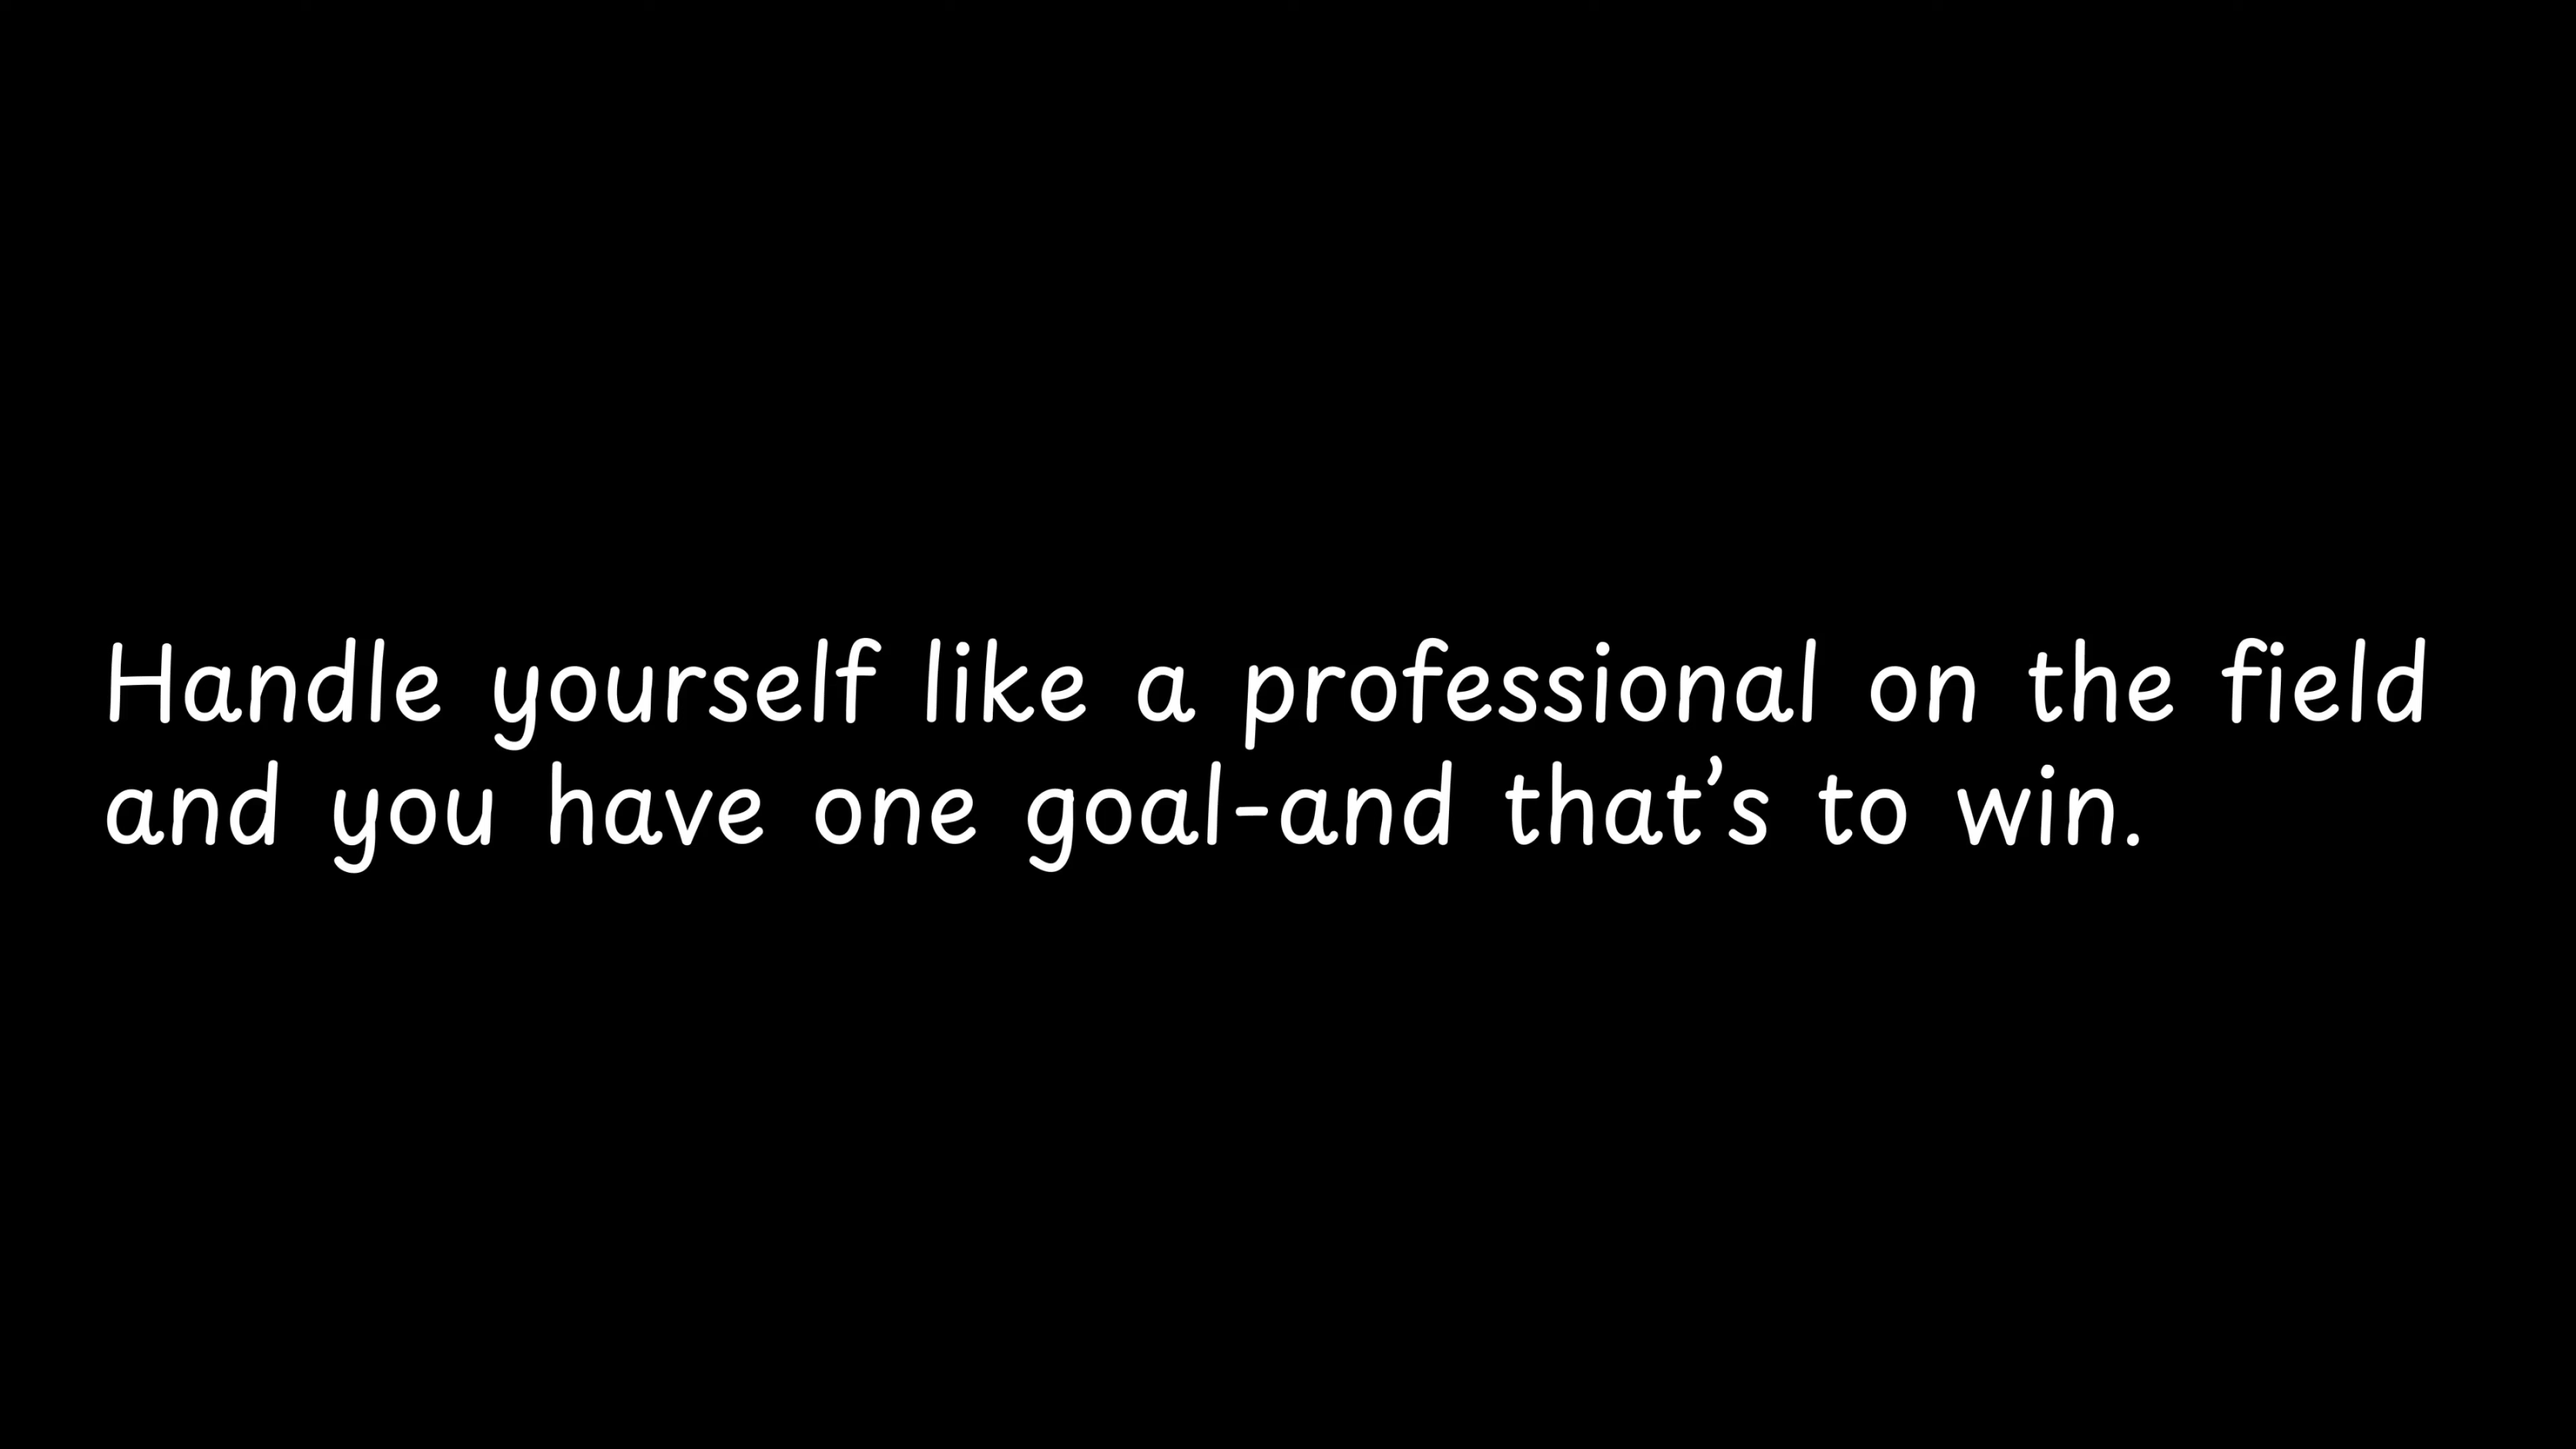 Handle yourself like a professional on the field
and you have one goal-and that’s to win.